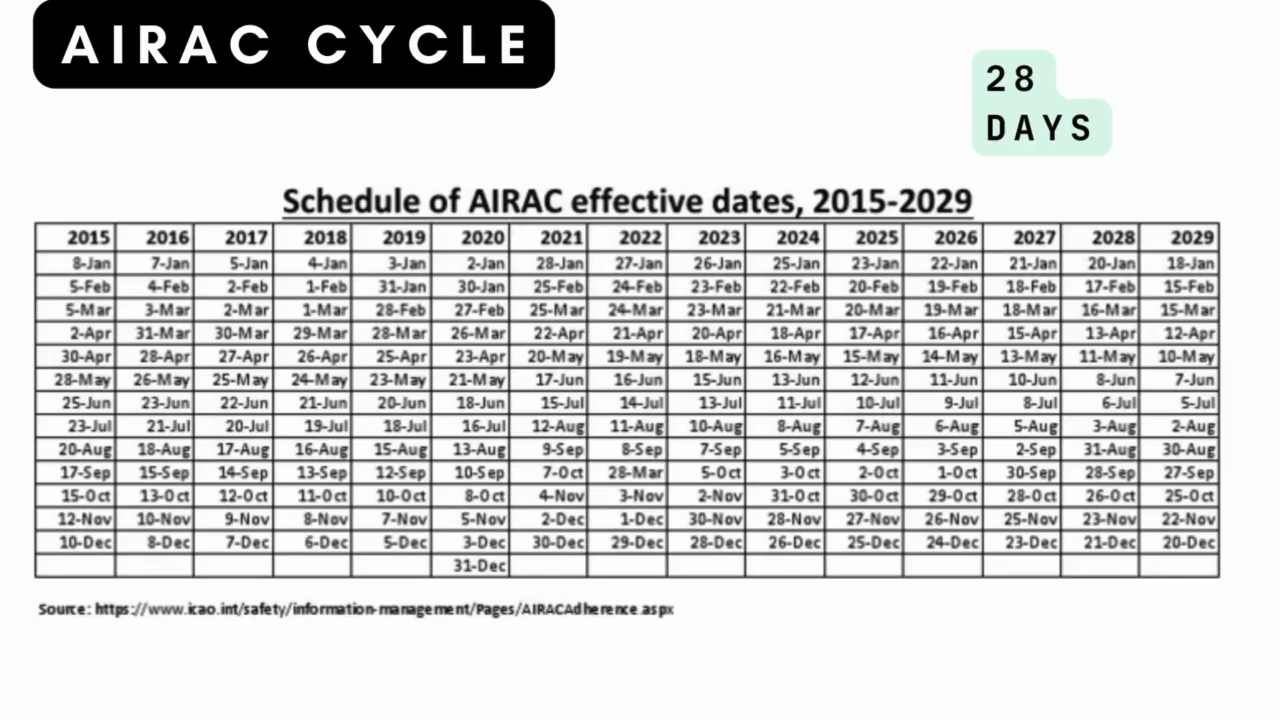 AIRAC CYCLE
28
DAYS
Schedule of AIRAC effective dates, 2015-2029
2015 2016 2017 2018 2019 2020 2021 2022 2023 2024 2025 2026 2027 2028 2029
8-Jan 7-Jan 5-Jan 4-Jan 3-Jan 2-Jan 28-Jan 27-Jan 26-Jan 25-Jan 23-Jan 22-Jan 21-Jan 20-Jan 18-Jan
5-Feb 4-Feb 2-Feb 1-Feb 31-Jan 30-Jan 25-Feb 24-Feb 23-Feb 22-Feb 20-Feb 19-Feb 18-Feb 17-Feb 15-Feb
5-Mar 3-Mar 2-Mar 1-Mar 28-Feb 27-Feb 25-Mar 24-Mar 23-Mar 21-Mar 20-Mar 19-Mar 18-Mar 16-Mar 15-Mar
2-Apr 31-Mar 30-Mar 29-Mar 28-Mar 26-Mar 22-Apr 21-Apr 20-Apr 18-Apr 17-Apr 16-Apr 15-Apr 13-Apr 12-Apr
30-Apr 28-Apr 27-Apr 26-Apr 25-Apr 23-Apr 20-May 19-May 18-May 16-May 15-May 14-May 13-May 11-May 10-May
28-May 26-May 25-May 24-May 23-May 21-May 17-Jun 16-Jun 15-Jun 13-Jun 12-Jun 11-Jun 10-Jun 8-Jun 7-Jun
25-Jun 23-Jun 22-Jun 21-Jun 20-Jun 18-Jun 15-Jul 14-Jul 13-Jul 11-Jul 10-Jul 9-Jul 8-Jul 6-Jul 5-Jul
23-Jul 21-Jul 20-Jul 19-Jul 18-Jul 16-Jul 12-Aug 11-Aug 10-Aug 8-Aug 7-Aug 6-Aug 5-Aug 3-Aug 2-Aug
20-Aug 18-Aug 17-Aug 16-Aug 15-Aug 13-Aug 9-Sep 8-Sep 7-Sep 5-Sep 4-Sep 3-Sep 2-Sep 31-Aug 30-Aug
17-Sep 15-Sep 14-Sep 13-Sep 12-Sep 10-Sep 7-Oct 28-Mar 5-Oct 3-Oct 2-Oct 1-Oct 30-Sep 28-Sep 27-Sep
15-Oct 13-Oct 12-Oct 11-Oct 10-Oct 8-Oct 4-Nov 3-Nov 2-Nov 31-Oct 30-Oct 29-Oct 28-Oct 26-Oct 25-Oct
12-Nov 10-Nov 9-Nov 8-Nov 7-Nov 5-Nov 2-Dec 1-Dec 30-Nov 28-Nov 27-Nov 26-Nov 25-Nov 23-Nov 22-Nov
10-Dec 8-Dec 7-Dec 6-Dec 5-Dec 3-Dec 30-Dec 29-Dec 28-Dec 26-Dec 25-Dec 24-Dec 23-Dec 21-Dec 20-Dec
31-Dec
Source: https://www.icao.int/safety/information-management/Pages/AIRACAdherence.aspx